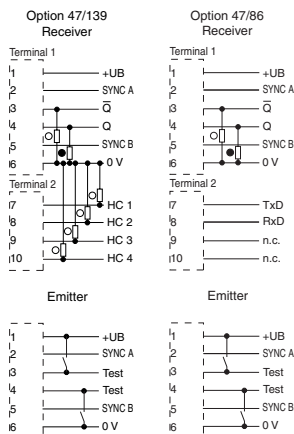 Option 47/139
Receiver
Terminal 1
1 +UB
2 SYNC A
3 Q̅
4 Q
5 SYNC B
6 0 V
Terminal 2
7 HC 1
8 HC 2
9 HC 3
10 HC 4
Emitter
1 +UB
2 SYNC A
3 Test
4 Test
5 SYNC B
6 0 V
Option 47/86
Receiver
Terminal 1
1 +UB
2 SYNC A
3 Q̅
4 Q
5 SYNC B
6 0 V
Terminal 2
7 TxD
8 RxD
9 n.c.
10 n.c.
Emitter
1 +UB
2 SYNC A
3 Test
4 Test
5 SYNC B
6 0 V